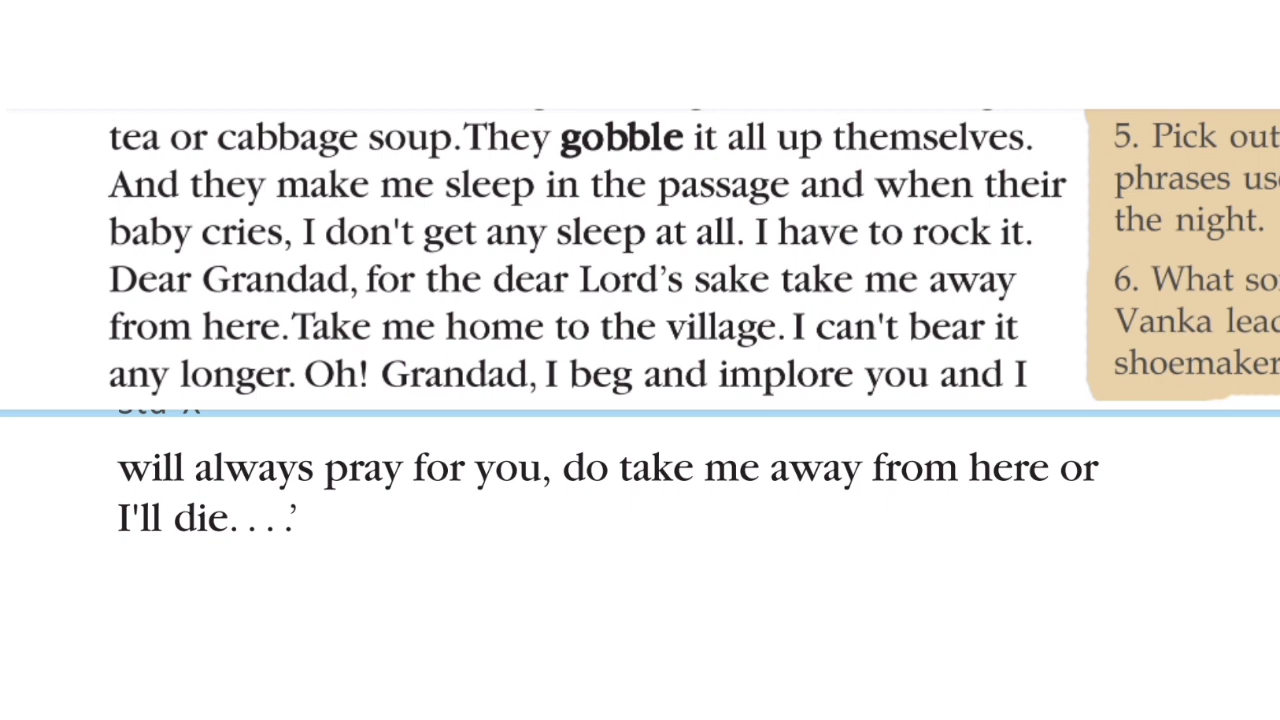 tea or cabbage soup.They gobble it all up themselves.
And they make me sleep in the passage and when their
baby cries, I don't get any sleep at all. I have to rock it.
Dear Grandad, for the dear Lord’s sake take me away
from here.Take me home to the village. I can't bear it
any longer. Oh! Grandad, I beg and implore you and I
will always pray for you, do take me away from here or
I'll die. . . .’
5. Pick out
phrases
the night.
6. What
Vanka
shoemaker